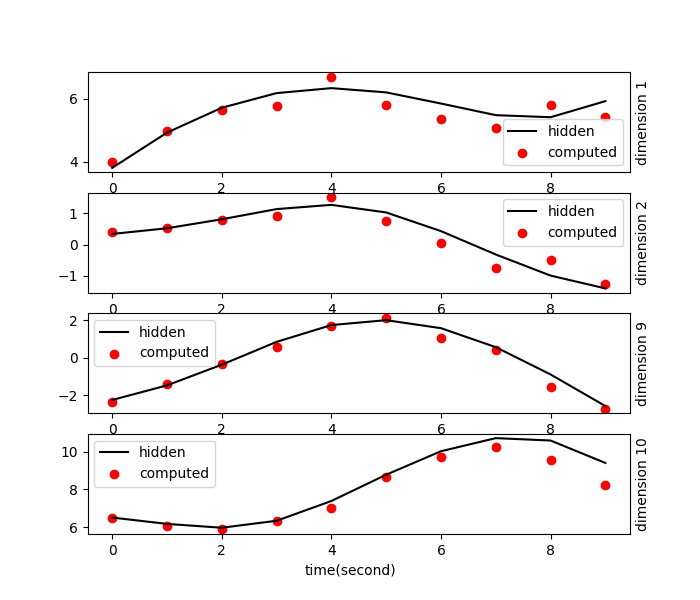 6
4
0 2 4 6 8
hidden
computed
dimension 1
1
0
−1
0 2 4 6 8
hidden
computed
dimension 2
2
0
−2
0 2 4 6 8
hidden
computed
dimension 9
10
8
6
0 2 4 6 8
hidden
computed
dimension 10
time(second)